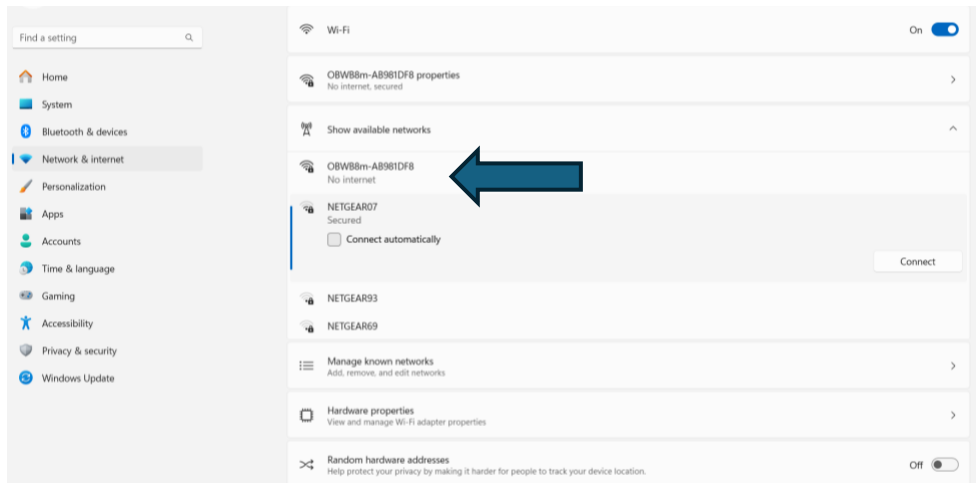 Find a setting
Home
System
Bluetooth & devices
Network & internet
Personalization
Apps
Accounts
Time & language
Gaming
Accessibility
Privacy & security
Windows Update
Wi-Fi
On
OBWB8m-AB981DF8 properties
No internet, secured
Show available networks
OBWB8m-AB981DF8
No internet
NETGEAR07
Secured
Connect automatically
Connect
NETGEAR93
NETGEAR69
Manage known networks
Add, remove, and edit networks
Hardware properties
View and manage Wi-Fi adapter properties
Random hardware addresses
Off
Help protect your privacy by making it harder for people to track your device location.